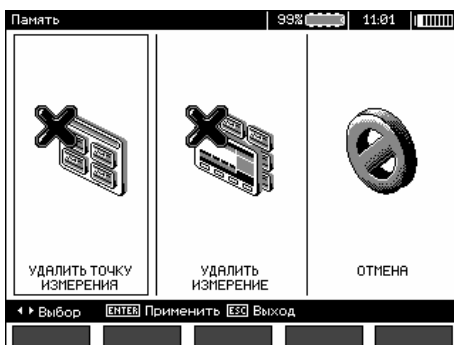 Память 99% 11:01
УДАЛИТЬ ТОЧКУ
ИЗМЕРЕНИЯ
УДАЛИТЬ
ИЗМЕРЕНИЕ
ОТМЕНА
Выбор ENTER Применить ESC Выход